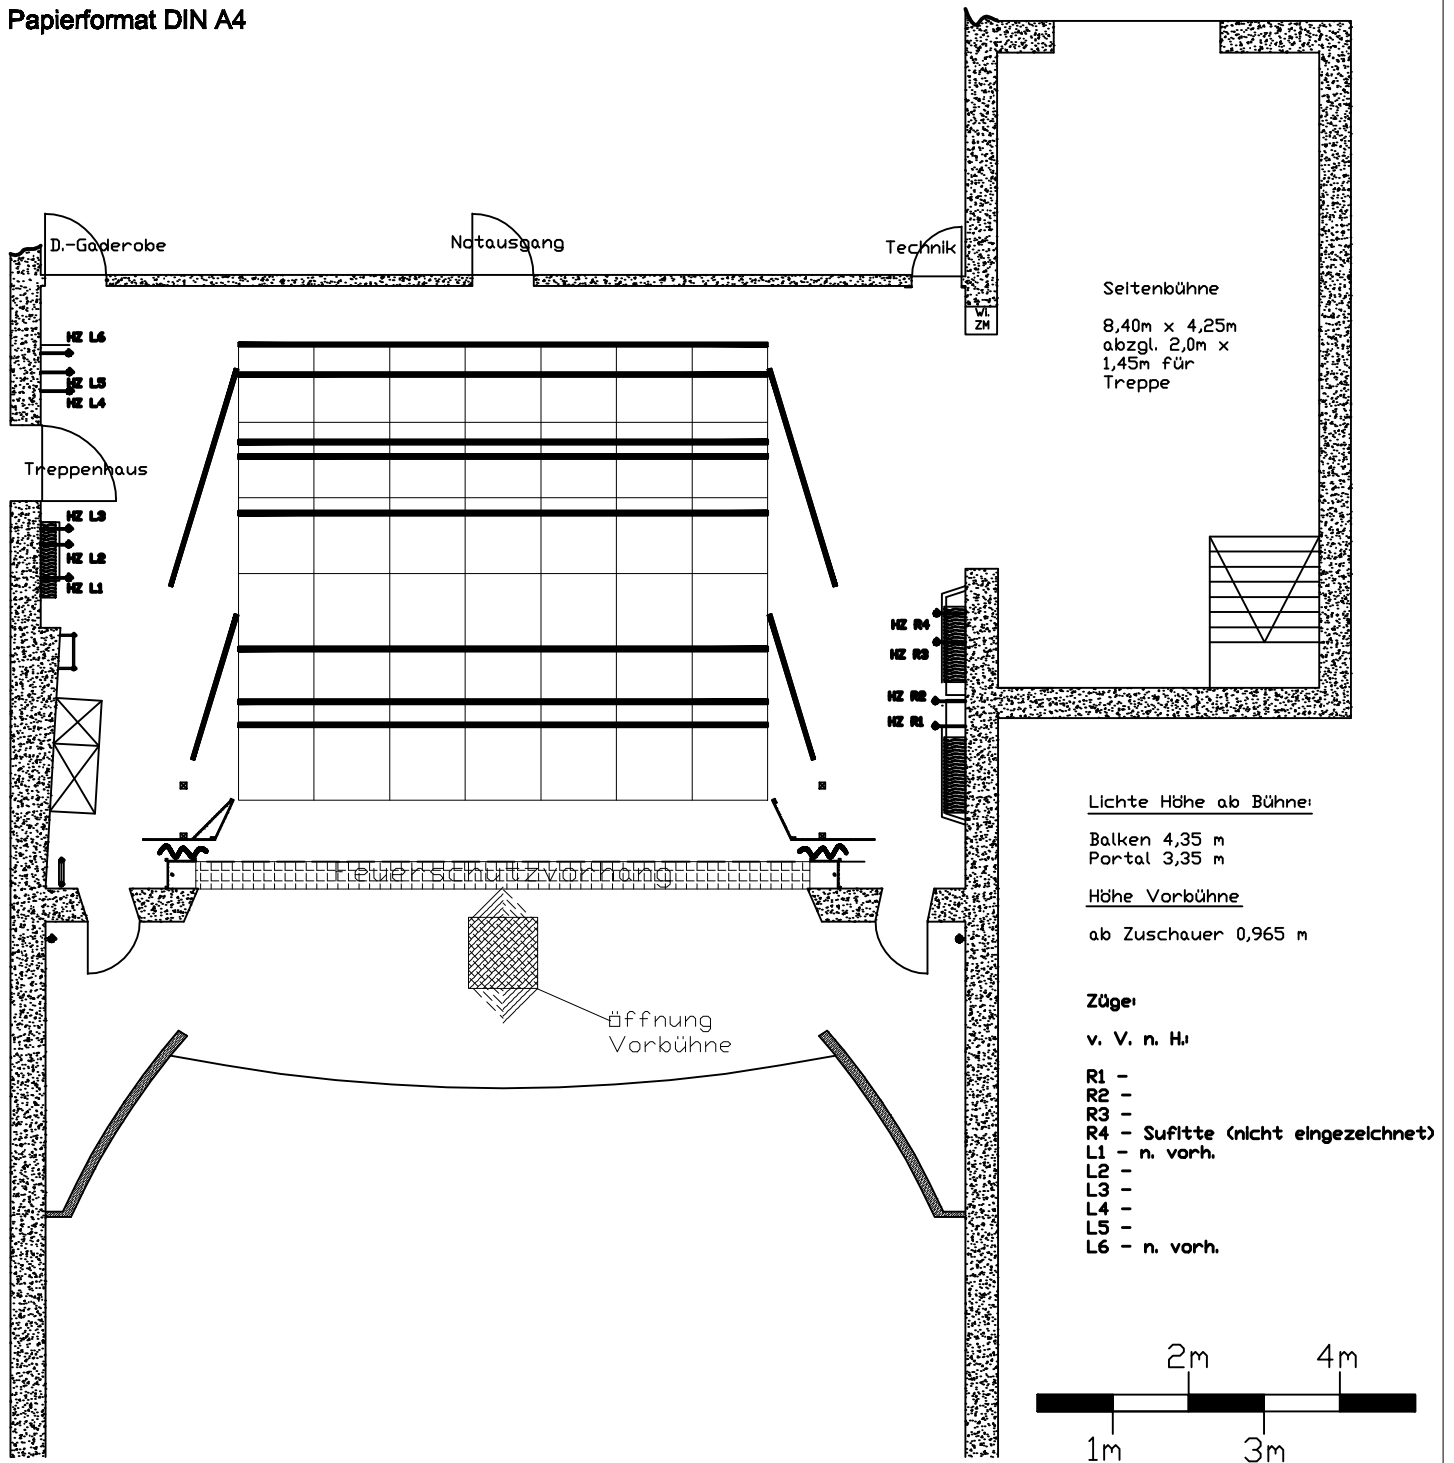 Papierformat DIN A4
D.-Gaderobe
Notausgang
Technik
WI.
ZM
Seitenbühne
8,40m x 4,25m
abzgl. 2,0m x
1,45m für
Treppe
HZ L6
HZ L5
HZ L4
Treppenhaus
HZ L3
HZ L2
HZ L1
HZ R4
HZ R3
HZ R2
HZ R1
Feuerschutzvorhang
Öffnung
Vorbühne
Lichte Höhe ab Bühne:
Balken 4,35 m
Portal 3,35 m
Höhe Vorbühne
ab Zuschauer 0,965 m
Züge:
v. V. n. H.:
R1 -
R2 -
R3 -
R4 - Sufitte (nicht eingezeichnet)
L1 - n. vorh.
L2 -
L3 -
L4 -
L5 -
L6 - n. vorh.
2m 4m
1m 3m